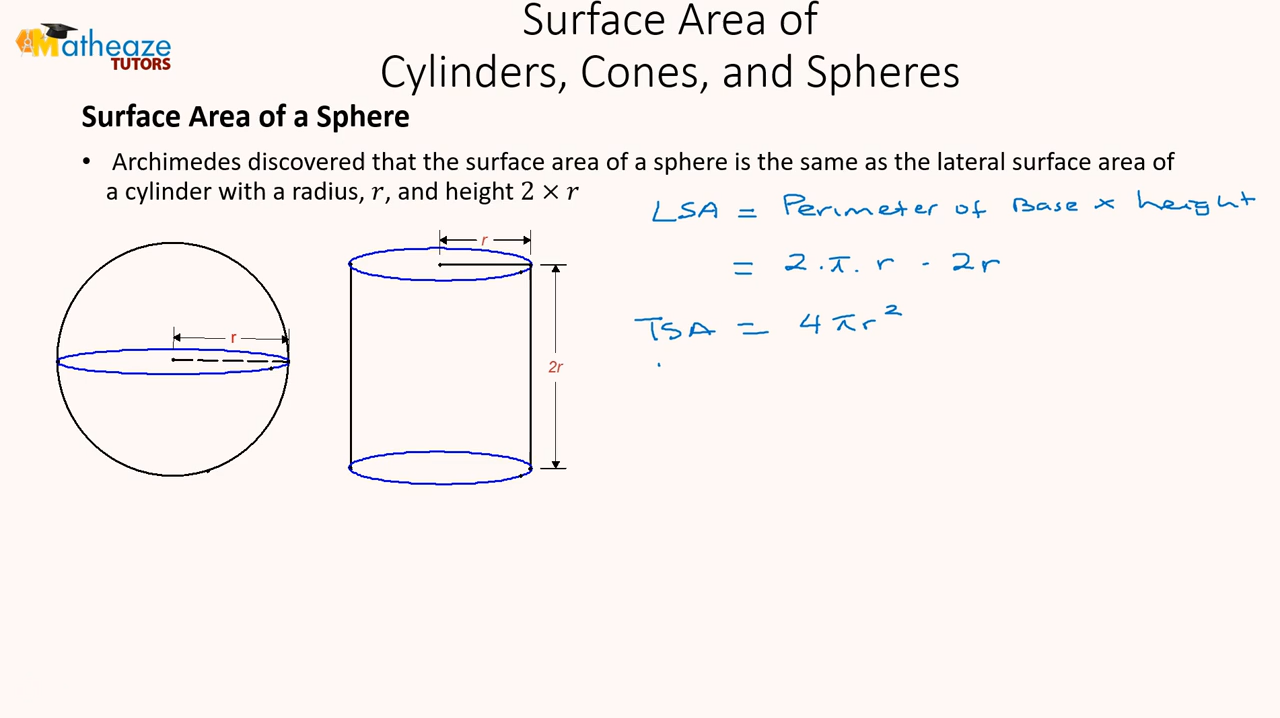 Matheaze
TUTORS
Surface Area of
Cylinders, Cones, and Spheres
Surface Area of a Sphere
• Archimedes discovered that the surface area of a sphere is the same as the lateral surface area of
a cylinder with a radius, r, and height 2 × r
LSA = Perimeter of Base × height
= 2 · π · r · 2r
TSA = 4πr²
r
r
2r